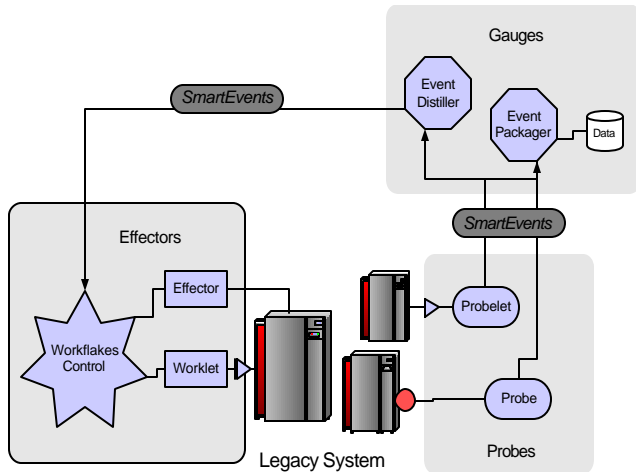 Gauges
Event
Distiller
SmartEvents
Event
Packager
Data
SmartEvents
Effectors
Effector
Probelet
Workflakes
Control
Worklet
Probe
Legacy System
Probes